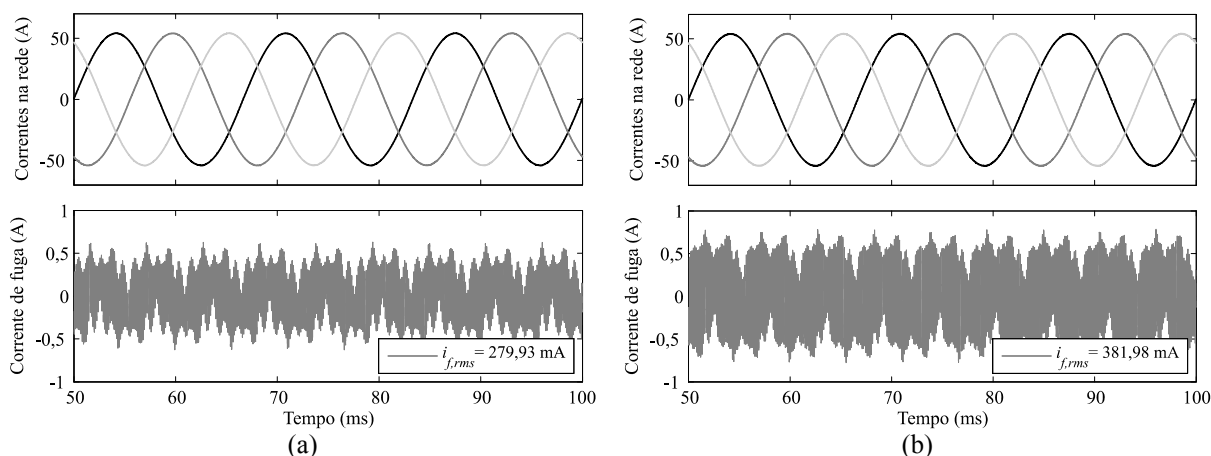 Correntes na rede (A)
50
0
-50
Corrente de fuga (A)
1
0.5
0
-0.5
-1
i f,rms = 279,93 mA
50 60 70 80 90 100
Tempo (ms)
(a)
Correntes na rede (A)
50
0
-50
Corrente de fuga (A)
1
0.5
0
-0.5
-1
i f,rms = 381,98 mA
50 60 70 80 90 100
Tempo (ms)
(b)